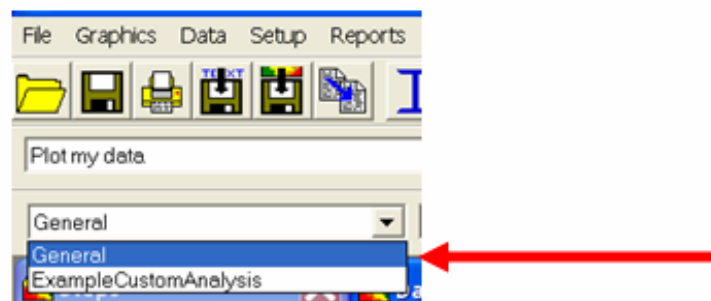 File Graphics Data Setup Reports
TEXT
Plot my data
General
General
ExampleCustomAnalysis